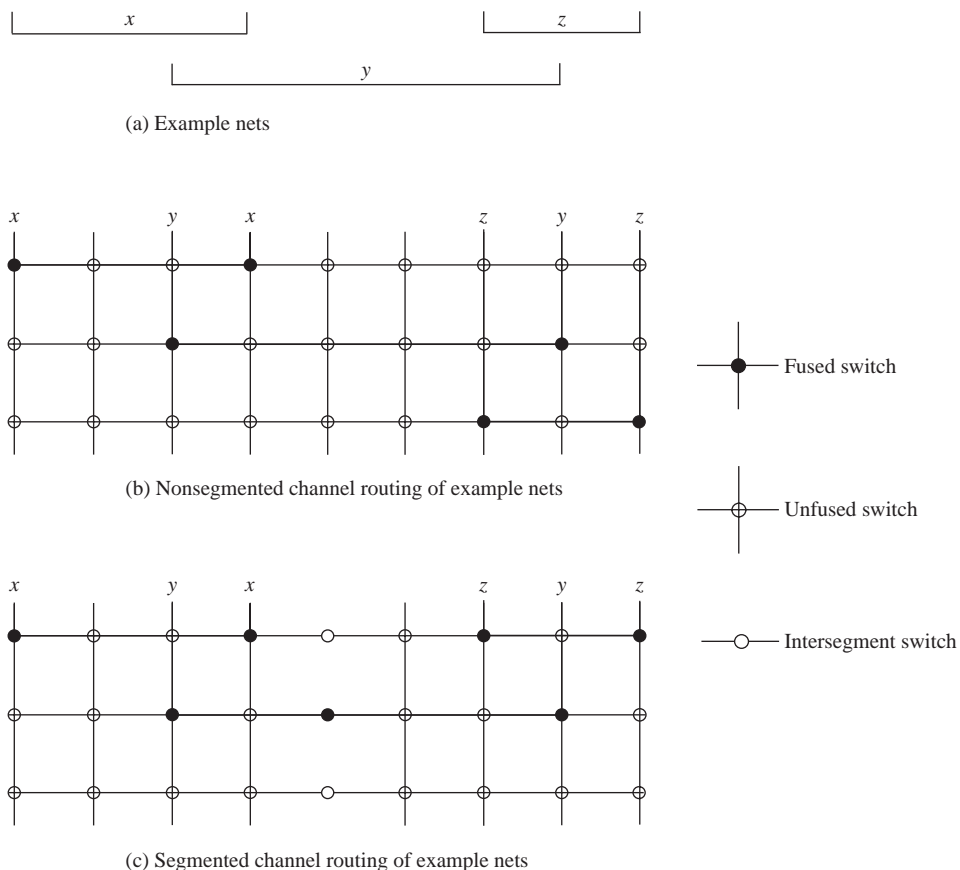 x z
y
(a) Example nets
x y x z y z
Fused switch
(b) Nonsegmented channel routing of example nets
Unfused switch
x y x z y z
Intersegment switch
(c) Segmented channel routing of example nets